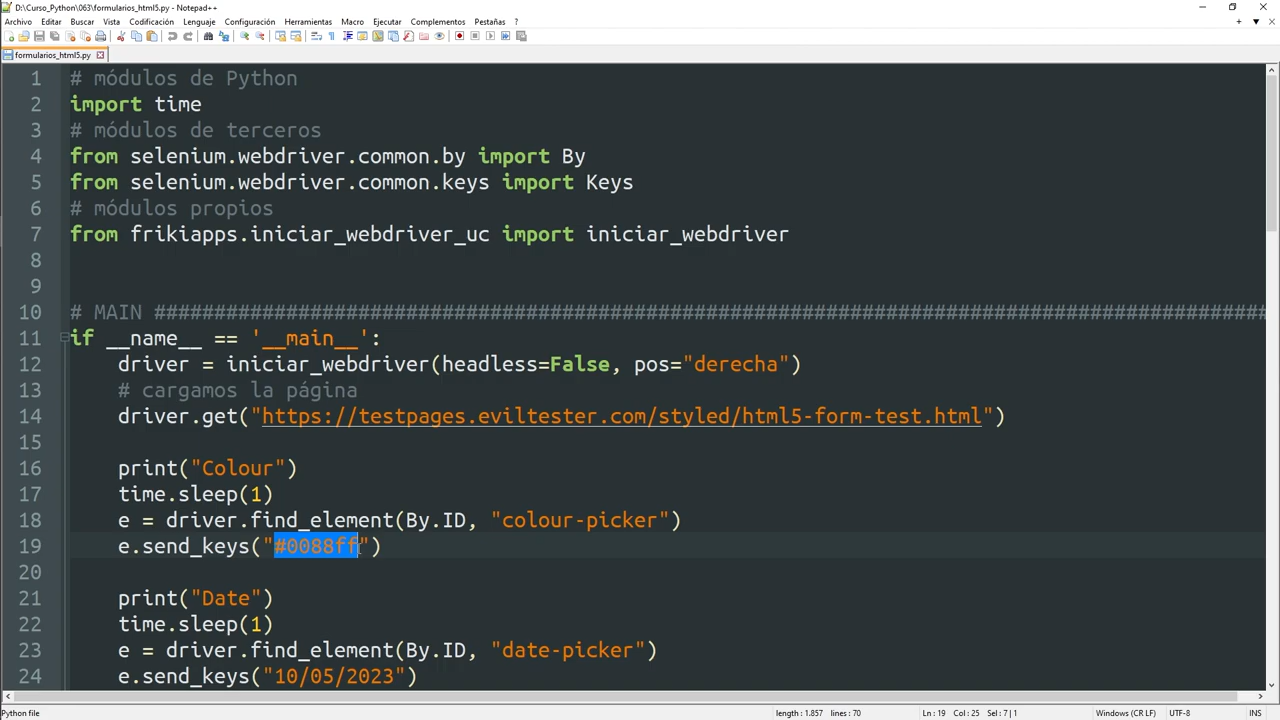 D:\Curso_Python\063\formularios_html5.py - Notepad++
Archivo Editar Buscar Vista Codificación Lenguaje Configuración Herramientas Macro Ejecutar Complementos Pestañas ?
formularios_html5.py
1 # módulos de Python
2 import time
3 # módulos de terceros
4 from selenium.webdriver.common.by import By
5 from selenium.webdriver.common.keys import Keys
6 # módulos propios
7 from frikiapps.iniciar_webdriver_uc import iniciar_webdriver
8
9
10 # MAIN ##############################################################################################
11 if __name__ == '__main__':
12 driver = iniciar_webdriver(headless=False, pos="derecha")
13 # cargamos la página
14 driver.get("https://testpages.eviltester.com/styled/html5-form-test.html")
15
16 print("Colour")
17 time.sleep(1)
18 e = driver.find_element(By.ID, "colour-picker")
19 e.send_keys("#0088ff")
20
21 print("Date")
22 time.sleep(1)
23 e = driver.find_element(By.ID, "date-picker")
24 e.send_keys("10/05/2023")
Python file length : 1.857 lines : 70 Ln : 19 Col : 25 Sel : 7 | 1 Windows (CR LF) UTF-8 INS